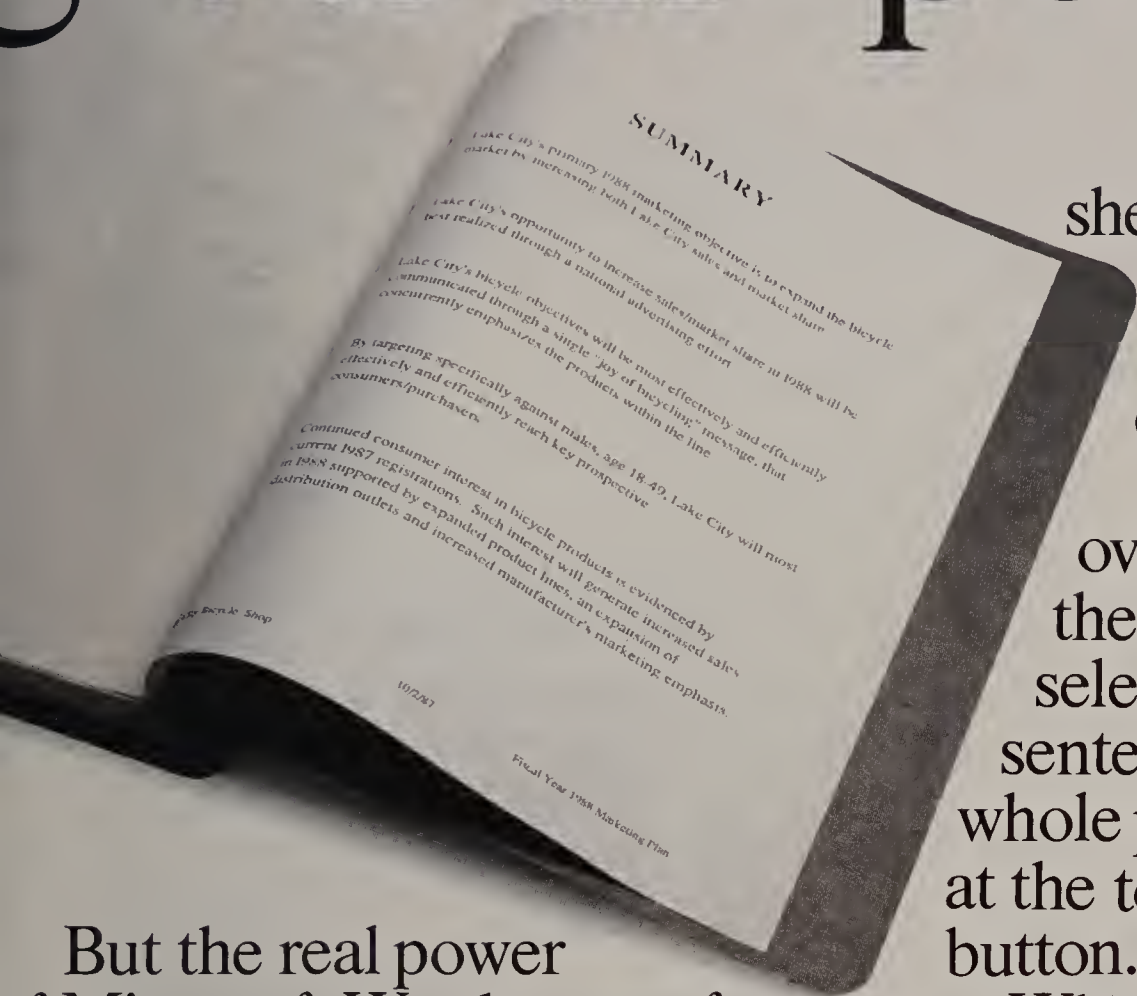 SUMMARY
Lake City's primary 1988 marketing objective is to expand the bicycle
market by increasing both Lake City sales and market share
Lake City's opportunity to increase sales/market share in 1988 will be
best realized through a national advertising effort
Lake City's bicycle objectives will be most effectively and efficiently
communicated through a single "joy of bicycling" message, that
concurrently emphasizes the products within the line
By targeting specifically against males, age 18-49, Lake City will most
effectively and efficiently reach key prospective
consumers/purchasers
Continued consumer interest in bicycle products is evidenced by
current 1987 registrations. Such interest will generate increased sales
in 1988 supported by expanded product lines, an expansion of
distribution outlets and increased manufacturer's marketing emphasis.
Bicycle Shop
10/2/87
Fiscal Year 1988 Marketing Plan
she
ov
the
sele
sente
whole
at the
button.
But the real power